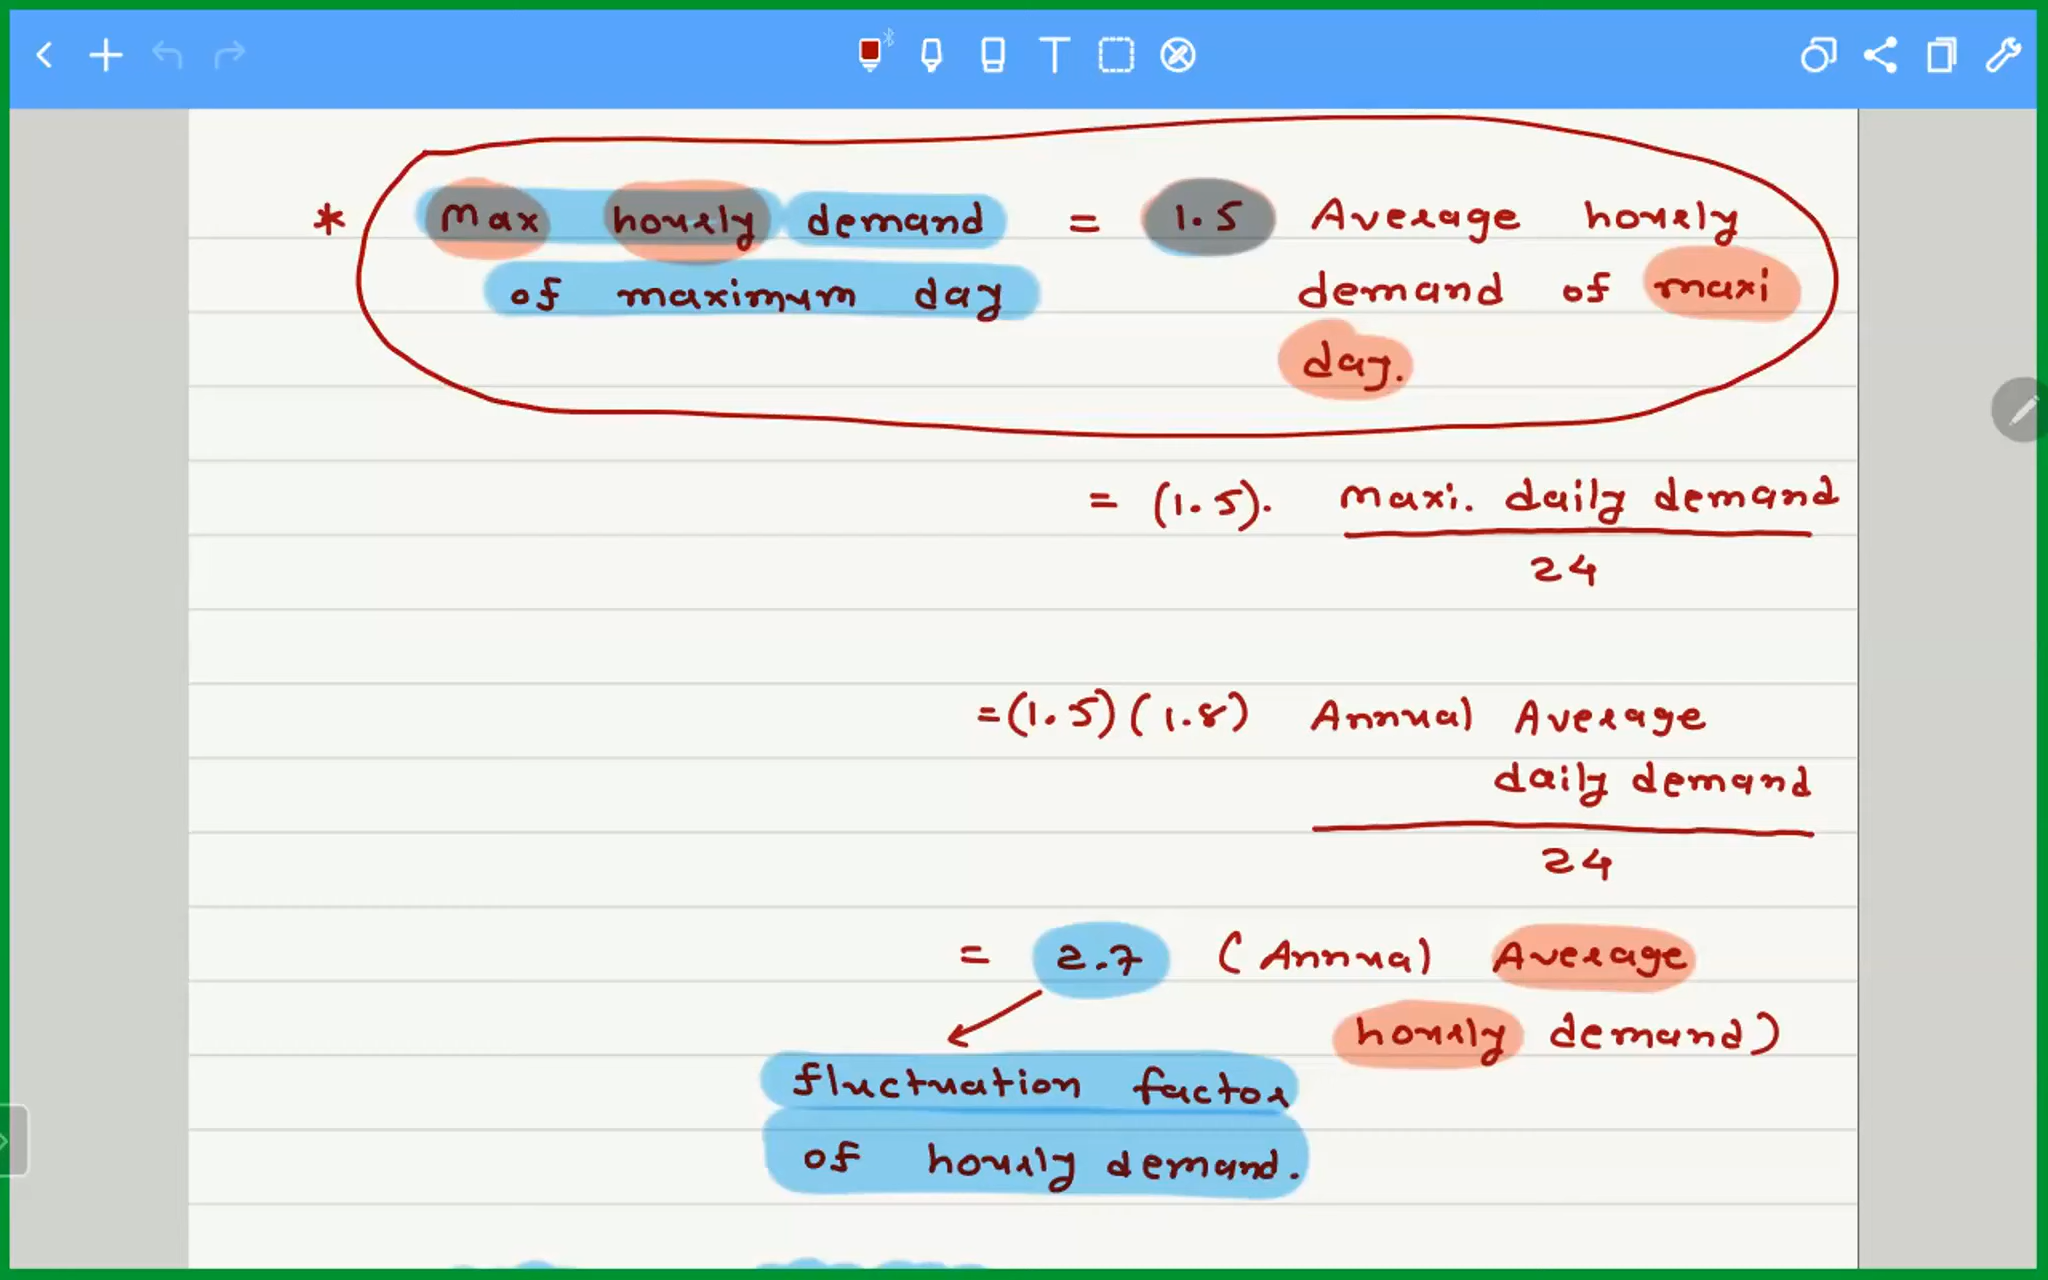 * Max hourly demand = 1.5 Average hourly
of maximum day demand of maxi
day.
= (1.5). maxi. daily demand
24
=(1.5)(1.8) Annual Average
daily demand
24
= 2.7 (Annual Average
hourly demand)
fluctuation factor
of hourly demand.